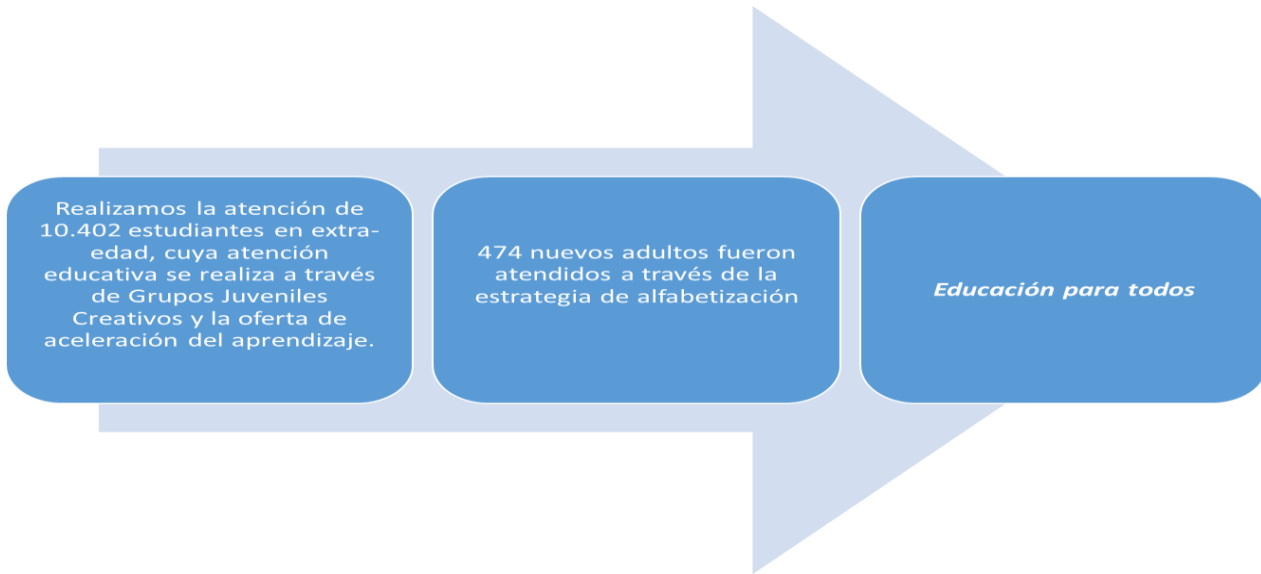 Realizamos la atención de
10.402 estudiantes en extra-
edad, cuya atención
educativa se realiza a través
de Grupos Juveniles
Creativos y la oferta de
aceleración del aprendizaje.
474 nuevos adultos fueron
atendidos a través de la
estrategia de alfabetización
Educación para todos